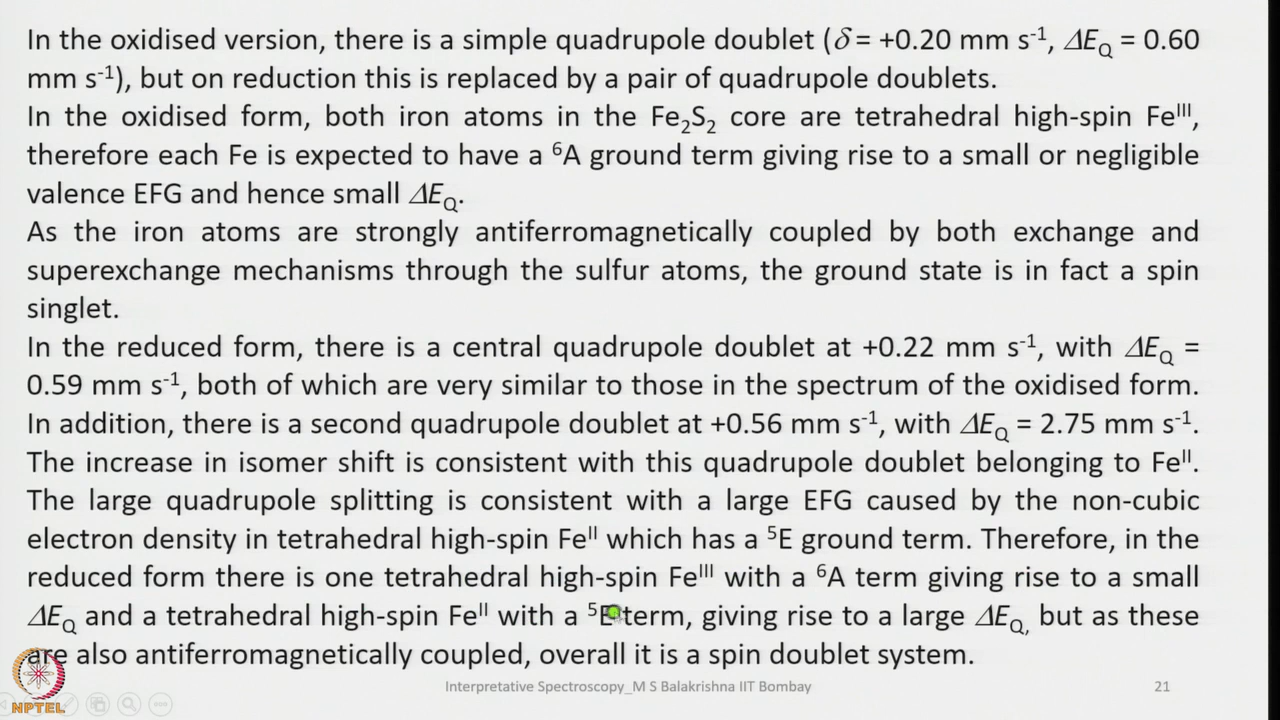 In the oxidised version, there is a simple quadrupole doublet (δ = +0.20 mm s⁻¹, ΔE_Q = 0.60
mm s⁻¹), but on reduction this is replaced by a pair of quadrupole doublets.
In the oxidised form, both iron atoms in the Fe₂S₂ core are tetrahedral high-spin Feᴵᴵᴵ,
therefore each Fe is expected to have a ⁶A ground term giving rise to a small or negligible
valence EFG and hence small ΔE_Q.
As the iron atoms are strongly antiferromagnetically coupled by both exchange and
superexchange mechanisms through the sulfur atoms, the ground state is in fact a spin
singlet.
In the reduced form, there is a central quadrupole doublet at +0.22 mm s⁻¹, with ΔE_Q =
0.59 mm s⁻¹, both of which are very similar to those in the spectrum of the oxidised form.
In addition, there is a second quadrupole doublet at +0.56 mm s⁻¹, with ΔE_Q = 2.75 mm s⁻¹.
The increase in isomer shift is consistent with this quadrupole doublet belonging to Feᴵᴵ.
The large quadrupole splitting is consistent with a large EFG caused by the non-cubic
electron density in tetrahedral high-spin Feᴵᴵ which has a ⁵E ground term. Therefore, in the
reduced form there is one tetrahedral high-spin Feᴵᴵᴵ with a ⁶A term giving rise to a small
ΔE_Q and a tetrahedral high-spin Feᴵᴵ with a ⁵E term, giving rise to a large ΔE_Q, but as these
are also antiferromagnetically coupled, overall it is a spin doublet system.
Interpretative Spectroscopy_M S Balakrishna IIT Bombay
21
NPTEL